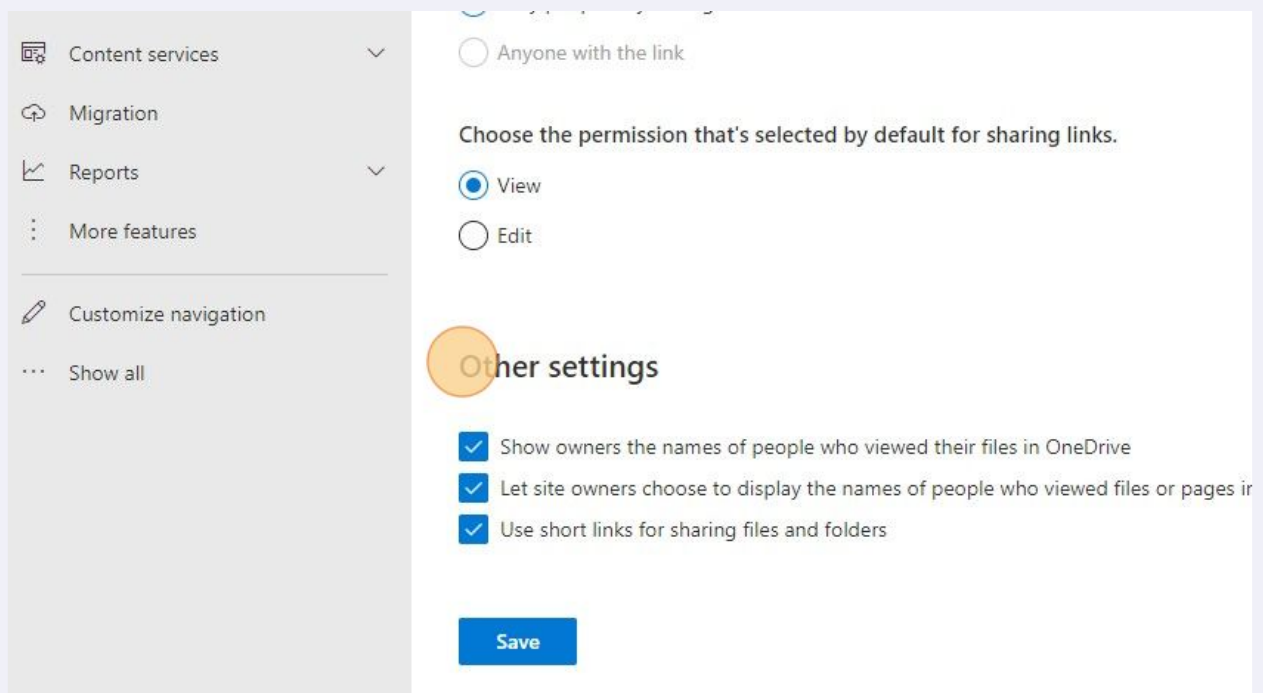 Content services
Migration
Reports
More features
Customize navigation
Show all
Anyone with the link
Choose the permission that's selected by default for sharing links.
View
Edit
Other settings
Show owners the names of people who viewed their files in OneDrive
Let site owners choose to display the names of people who viewed files or pages
Use short links for sharing files and folders
Save